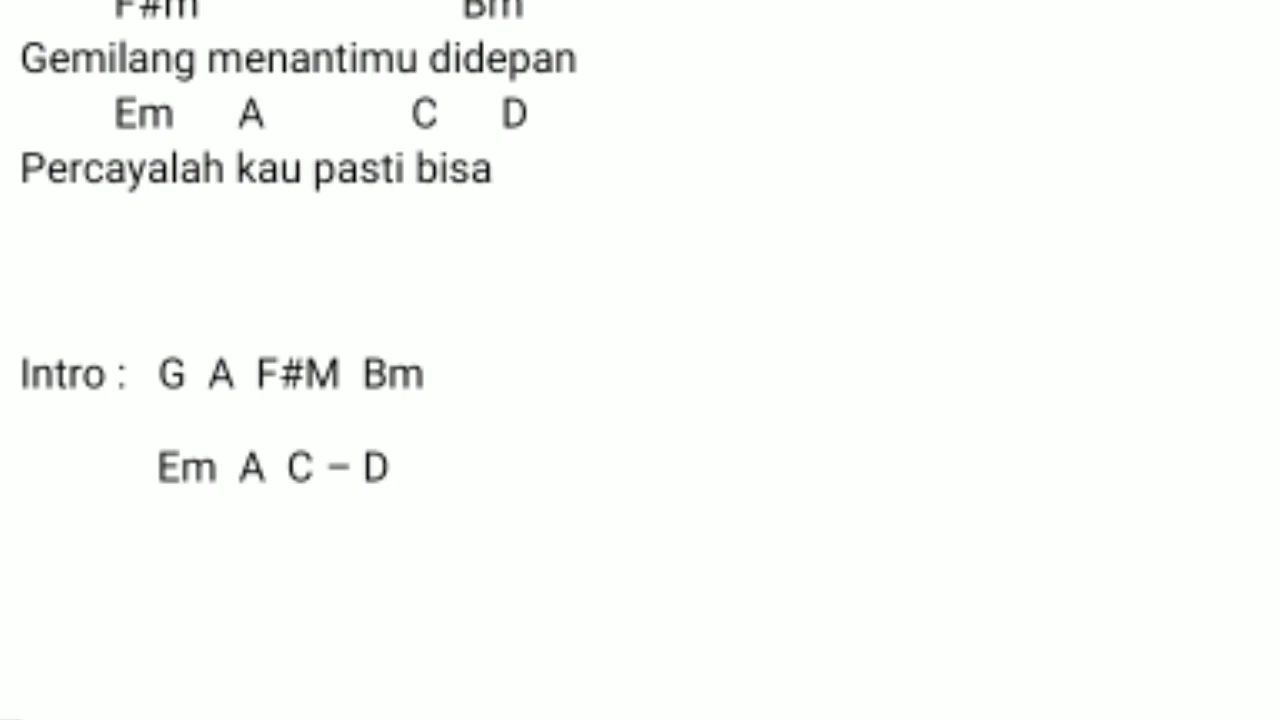 F#m Bm
Gemilang menantimu didepan
Em A C D
Percayalah kau pasti bisa
Intro : G A F#M Bm
Em A C – D